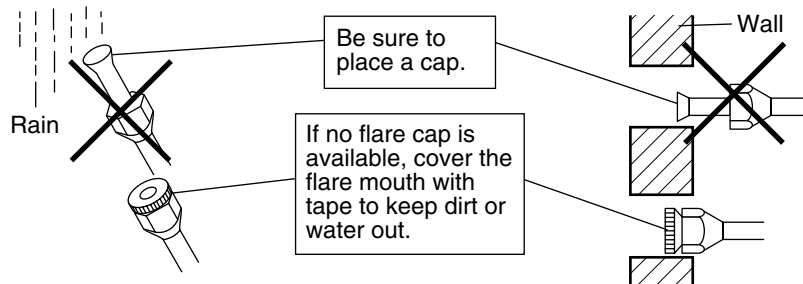 Be sure to
place a cap.
Wall
Rain
If no flare cap is
available, cover the
flare mouth with
tape to keep dirt or
water out.